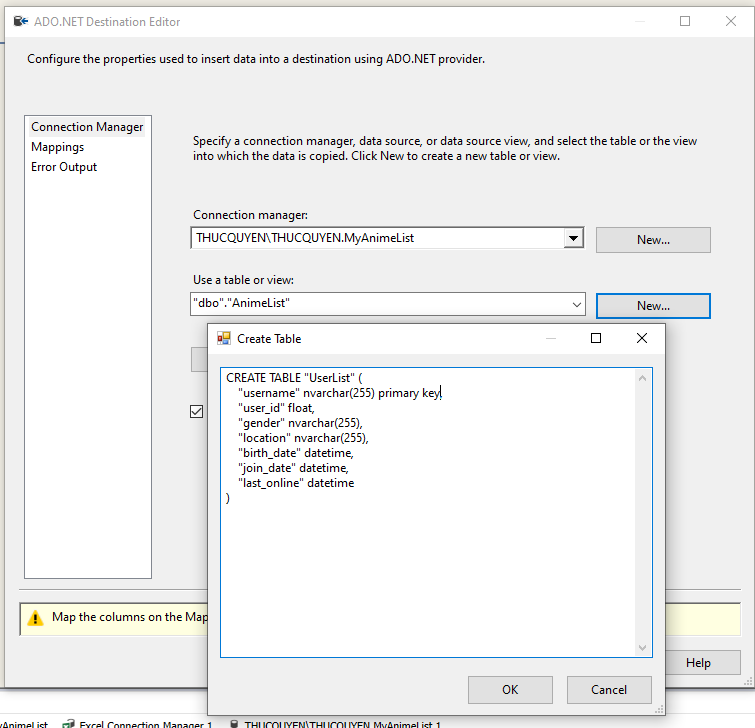 ADO.NET Destination Editor
Configure the properties used to insert data into a destination using ADO.NET provider.
Connection Manager
Mappings
Error Output
Specify a connection manager, data source, or data source view, and select the table or the view
into which the data is copied. Click New to create a new table or view.
Connection manager:
THUCQUYEN\THUCQUYEN.MyAnimeList
New...
Use a table or view:
"dbo"."AnimeList"
New...
Create Table
CREATE TABLE "UserList" (
"username" nvarchar(255) primary key,
"user_id" float,
"gender" nvarchar(255),
"location" nvarchar(255),
"birth_date" datetime,
"join_date" datetime,
"last_online" datetime
)
Map the columns on the Map
Help
OK
Cancel
yAnimeList
Excel Connection Manager 1
THUCQUYEN\THUCQUYEN.MyAnimeList 1